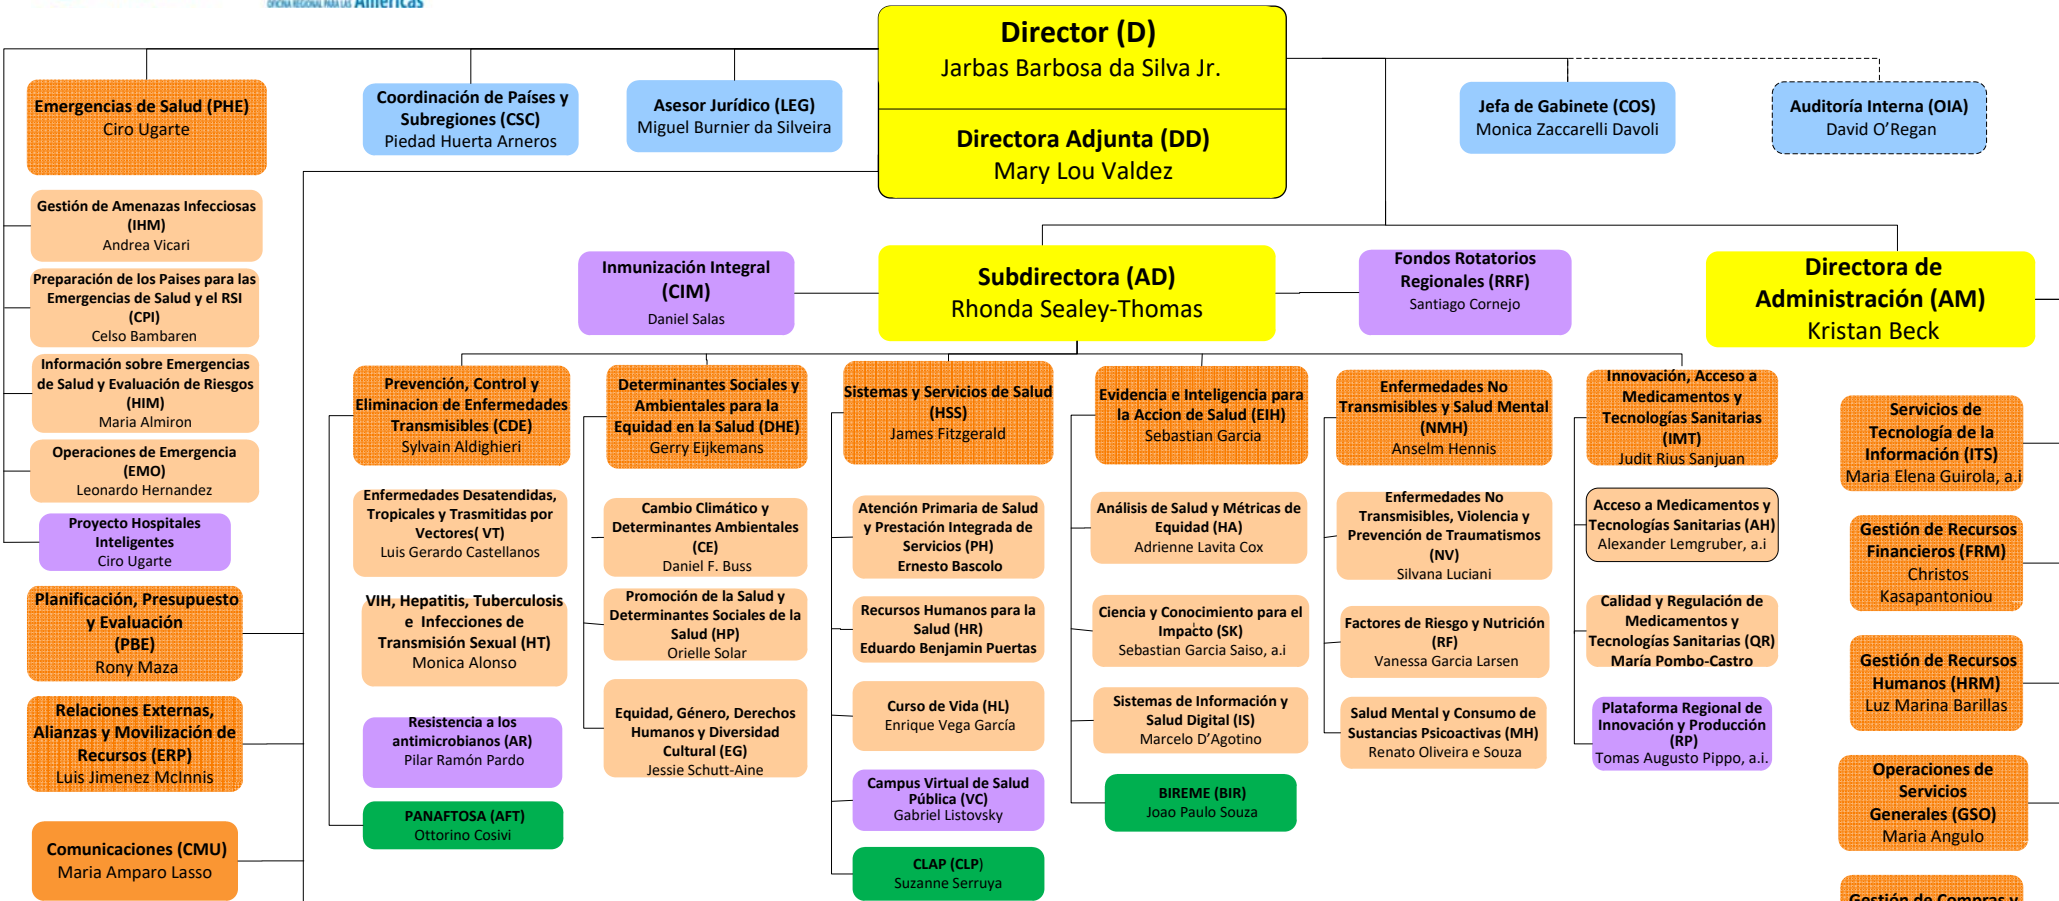 OFICINA REGIONAL PARA LAS Américas
Director (D)
Jarbas Barbosa da Silva Jr.
Directora Adjunta (DD)
Mary Lou Valdez
Emergencias de Salud (PHE)
Ciro Ugarte
Coordinación de Países y
Subregiones (CSC)
Piedad Huerta Arneros
Asesor Jurídico (LEG)
Miguel Burnier da Silveira
Jefa de Gabinete (COS)
Monica Zaccarelli Davoli
Auditoría Interna (OIA)
David O’Regan
Gestión de Amenazas Infecciosas
(IHM)
Andrea Vicari
Preparación de los Paises para las
Emergencias de Salud y el RSI
(CPI)
Celso Bambaren
Información sobre Emergencias
de Salud y Evaluación de Riesgos
(HIM)
Maria Almiron
Operaciones de Emergencia
(EMO)
Leonardo Hernandez
Proyecto Hospitales
Inteligentes
Ciro Ugarte
Planificación, Presupuesto
y Evaluación
(PBE)
Rony Maza
Relaciones Externas,
Alianzas y Movilización de
Recursos (ERP)
Luis Jimenez McInnis
Comunicaciones (CMU)
Maria Amparo Lasso
Inmunización Integral
(CIM)
Daniel Salas
Subdirectora (AD)
Rhonda Sealey-Thomas
Fondos Rotatorios
Regionales (RRF)
Santiago Cornejo
Directora de
Administración (AM)
Kristan Beck
Prevención, Control y
Eliminacion de Enfermedades
Transmisibles (CDE)
Sylvain Aldighieri
Enfermedades Desatendidas,
Tropicales y Trasmitidas por
Vectores( VT)
Luis Gerardo Castellanos
VIH, Hepatitis, Tuberculosis
e Infecciones de
Transmisión Sexual (HT)
Monica Alonso
Resistencia a los
antimicrobianos (AR)
Pilar Ramón Pardo
PANAFTOSA (AFT)
Ottorino Cosivi
Determinantes Sociales y
Ambientales para la
Equidad en la Salud (DHE)
Gerry Eijkemans
Cambio Climático y
Determinantes Ambientales
(CE)
Daniel F. Buss
Promoción de la Salud y
Determinantes Sociales de la
Salud (HP)
Orielle Solar
Equidad, Género, Derechos
Humanos y Diversidad
Cultural (EG)
Jessie Schutt-Aine
Sistemas y Servicios de Salud
(HSS)
James Fitzgerald
Atención Primaria de Salud
y Prestación Integrada de
Servicios (PH)
Ernesto Bascolo
Recursos Humanos para la
Salud (HR)
Eduardo Benjamin Puertas
Curso de Vida (HL)
Enrique Vega García
Campus Virtual de Salud
Pública (VC)
Gabriel Listovsky
CLAP (CLP)
Suzanne Serruya
Evidencia e Inteligencia para
la Accion de Salud (EIH)
Sebastian Garcia
Análisis de Salud y Métricas de
Equidad (HA)
Adrienne Lavita Cox
Ciencia y Conocimiento para el
Impacto (SK)
Sebastian Garcia Saiso, a.i
Sistemas de Información y
Salud Digital (IS)
Marcelo D’Agotino
BIREME (BIR)
Joao Paulo Souza
Enfermedades No
Transmisibles y Salud Mental
(NMH)
Anselm Hennis
Enfermedades No
Transmisibles, Violencia y
Prevención de Traumatismos
(NV)
Silvana Luciani
Factores de Riesgo y Nutrición
(RF)
Vanessa Garcia Larsen
Salud Mental y Consumo de
Sustancias Psicoactivas (MH)
Renato Oliveira e Souza
Innovación, Acceso a
Medicamentos y
Tecnologías Sanitarias
(IMT)
Judit Rius Sanjuan
Acceso a Medicamentos y
Tecnologías Sanitarias (AH)
Alexander Lemgruber, a.i
Calidad y Regulación de
Medicamentos y
Tecnologías Sanitarias (QR)
María Pombo-Castro
Plataforma Regional de
Innovación y Producción
(RP)
Tomas Augusto Pippo, a.i.
Servicios de
Tecnología de la
Información (ITS)
Maria Elena Guirola, a.i
Gestión de Recursos
Financieros (FRM)
Christos
Kasapantoniou
Gestión de Recursos
Humanos (HRM)
Luz Marina Barillas
Operaciones de
Servicios
Generales (GSO)
Maria Angulo
Gestión de Compras y